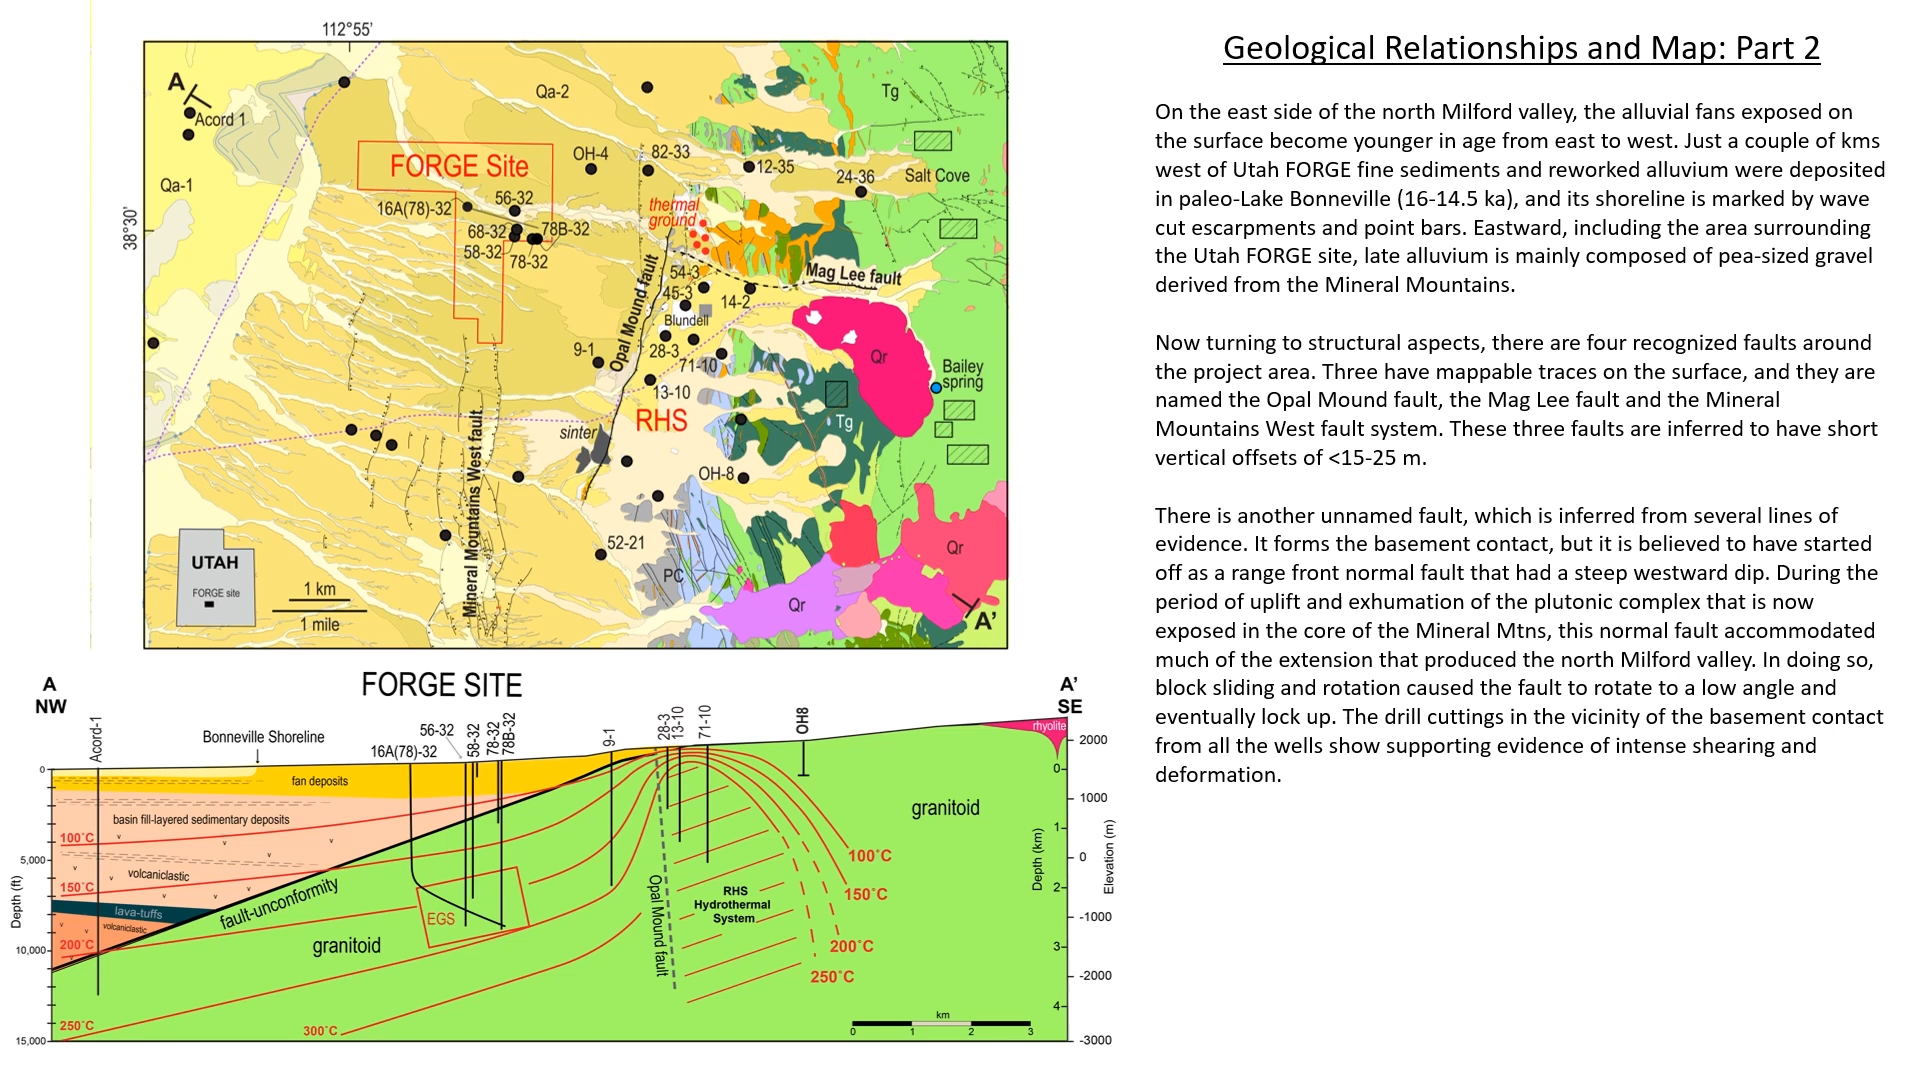 Geological Relationships and Map: Part 2
On the east side of the north Milford valley, the alluvial fans exposed on
the surface become younger in age from east to west. Just a couple of kms
west of Utah FORGE fine sediments and reworked alluvium were deposited
in paleo-Lake Bonneville (16-14.5 ka), and its shoreline is marked by wave
cut escarpments and point bars. Eastward, including the area surrounding
the Utah FORGE site, late alluvium is mainly composed of pea-sized gravel
derived from the Mineral Mountains.
Now turning to structural aspects, there are four recognized faults around
the project area. Three have mappable traces on the surface, and they are
named the Opal Mound fault, the Mag Lee fault and the Mineral
Mountains West fault system. These three faults are inferred to have short
vertical offsets of <15-25 m.
There is another unnamed fault, which is inferred from several lines of
evidence. It forms the basement contact, but it is believed to have started
off as a range front normal fault that had a steep westward dip. During the
period of uplift and exhumation of the plutonic complex that is now
exposed in the core of the Mineral Mtns, this normal fault accommodated
much of the extension that produced the north Milford valley. In doing so,
block sliding and rotation caused the fault to rotate to a low angle and
eventually lock up. The drill cuttings in the vicinity of the basement contact
from all the wells show supporting evidence of intense shearing and
deformation.
112°55'
38°30'
A
Acord 1
Qa-2
Tg
Qa-1
FORGE Site
OH-4
82-33
12-35
24-36
Salt Cove
16A(78)-32
56-32
68-32
78B-32
58-32
78-32
thermal
ground
54-3
45-3
14-2
Mag Lee fault
Opal Mound fault
Blundell
28-3
71-10
9-1
13-10
RHS
Qr
Bailey
spring
Tg
sinter
OH-8
Mineral Mountains West fault
52-21
PC
Qr
Qr
A'
UTAH
FORGE site
1 km
1 mile
A
NW
FORGE SITE
A'
SE
Acord-1
Bonneville Shoreline
16A(78)-32
56-32
58-32
78-32
78B-32
9-1
28-3
13-10
71-10
OH8
rhyolite
fan deposits
basin fill-layered sedimentary deposits
volcaniclastic
lava-tuffs
volcaniclastic
fault-unconformity
granitoid
granitoid
EGS
Opal Mound fault
RHS
Hydrothermal
System
100°C
150°C
200°C
250°C
300°C
100°C
150°C
200°C
250°C
Depth (ft)
0
5,000
10,000
15,000
Depth (km)
0
1
2
3
4
Elevation (m)
2000
1000
0
-1000
-2000
-3000
km
0 1 2 3